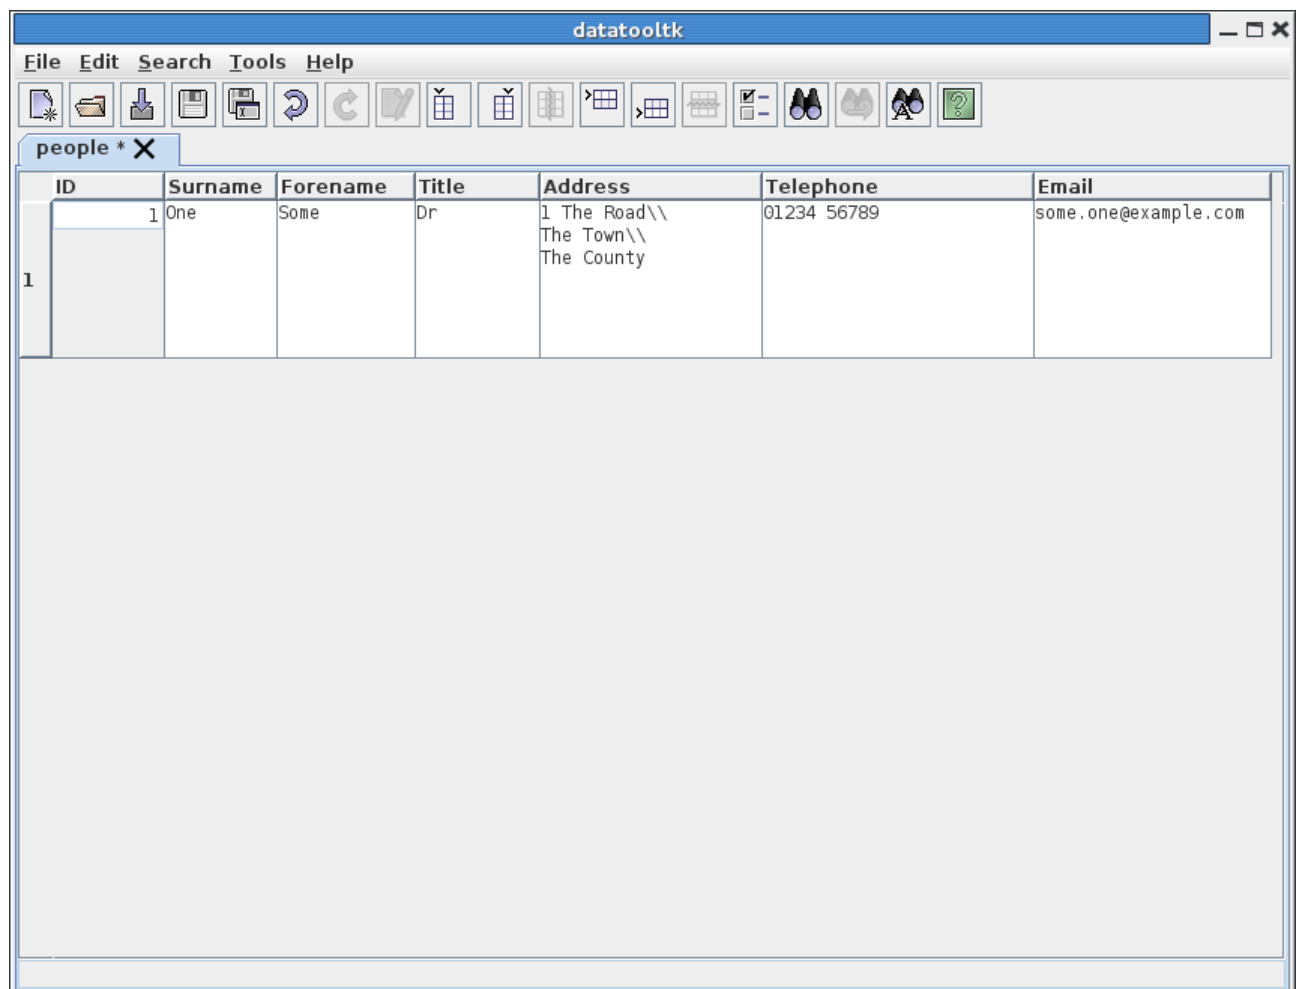 datatooltk
File Edit Search Tools Help
people *
ID Surname Forename Title Address Telephone Email
1 1 One Some Dr 1 The Road\\ 01234 56789 some.one@example.com
The Town\\
The County